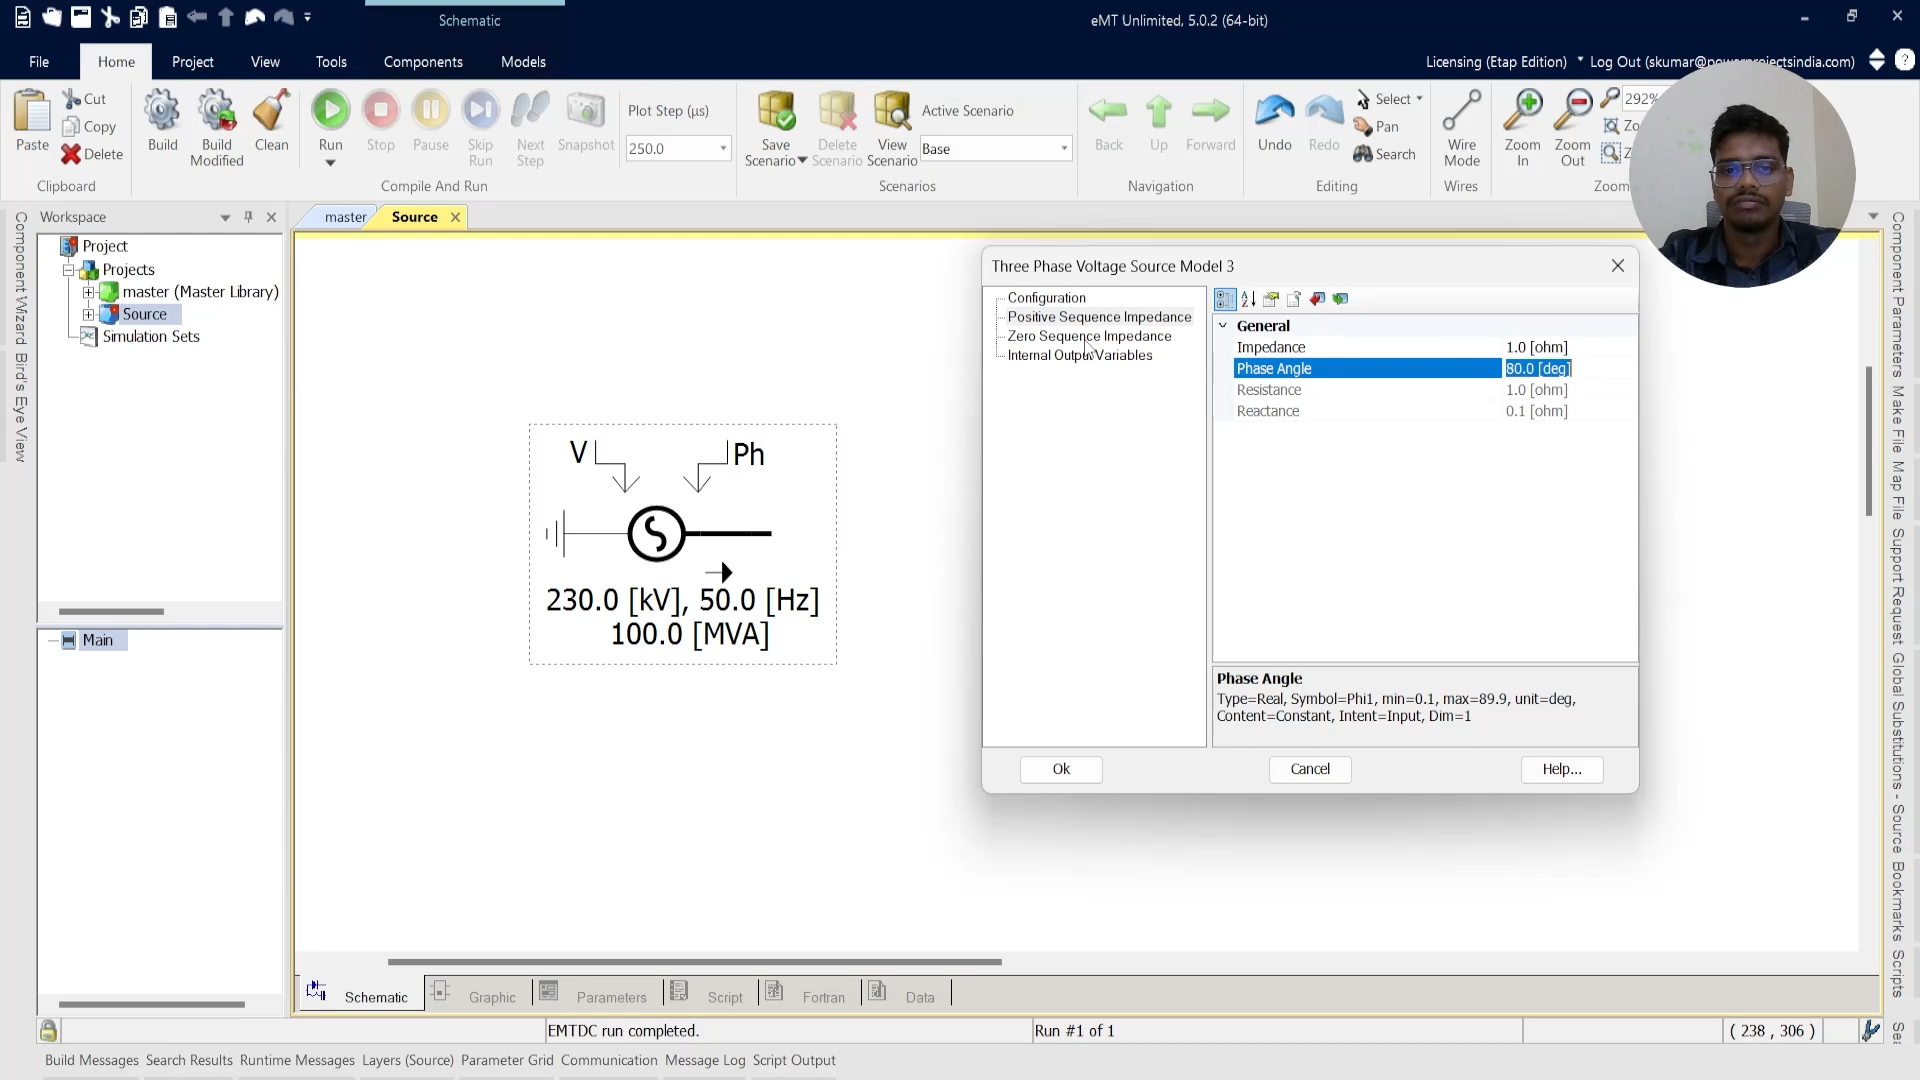 Schematic
eMT Unlimited, 5.0.2 (64-bit)
File
Home
Project
View
Tools
Components
Models
Licensing (Etap Edition)
Log Out (skumar@powerprojectsindia.com)
Paste
Cut
Copy
Delete
Clipboard
Build
Build Modified
Clean
Run
Stop
Pause
Skip Run
Next Step
Snapshot
Compile And Run
Plot Step (µs)
250.0
Save Scenario
Delete Scenario
View Scenario
Active Scenario
Base
Scenarios
Back
Up
Forward
Navigation
Undo
Redo
Select
Pan
Search
Editing
Wire Mode
Wires
Zoom In
Zoom Out
292%
Zoom
Workspace
Project
Projects
master (Master Library)
Source
Simulation Sets
Main
Component Wizard
Bird's Eye View
master
Source
V
Ph
230.0 [kV], 50.0 [Hz]
100.0 [MVA]
Three Phase Voltage Source Model 3
Configuration
Positive Sequence Impedance
Zero Sequence Impedance
Internal Output Variables
General
Impedance 1.0 [ohm]
Phase Angle 80.0 [deg]
Resistance 1.0 [ohm]
Reactance 0.1 [ohm]
Phase Angle
Type=Real, Symbol=Phi1, min=0.1, max=89.9, unit=deg,
Content=Constant, Intent=Input, Dim=1
Ok
Cancel
Help...
Component Parameters
Make File
Map File
Support Request
Global Substitutions - Source
Bookmarks
Scripts
Schematic
Graphic
Parameters
Script
Fortran
Data
EMTDC run completed.
Run #1 of 1
( 238 , 306 )
Build Messages
Search Results
Runtime Messages
Layers (Source)
Parameter Grid
Communication
Message Log
Script Output